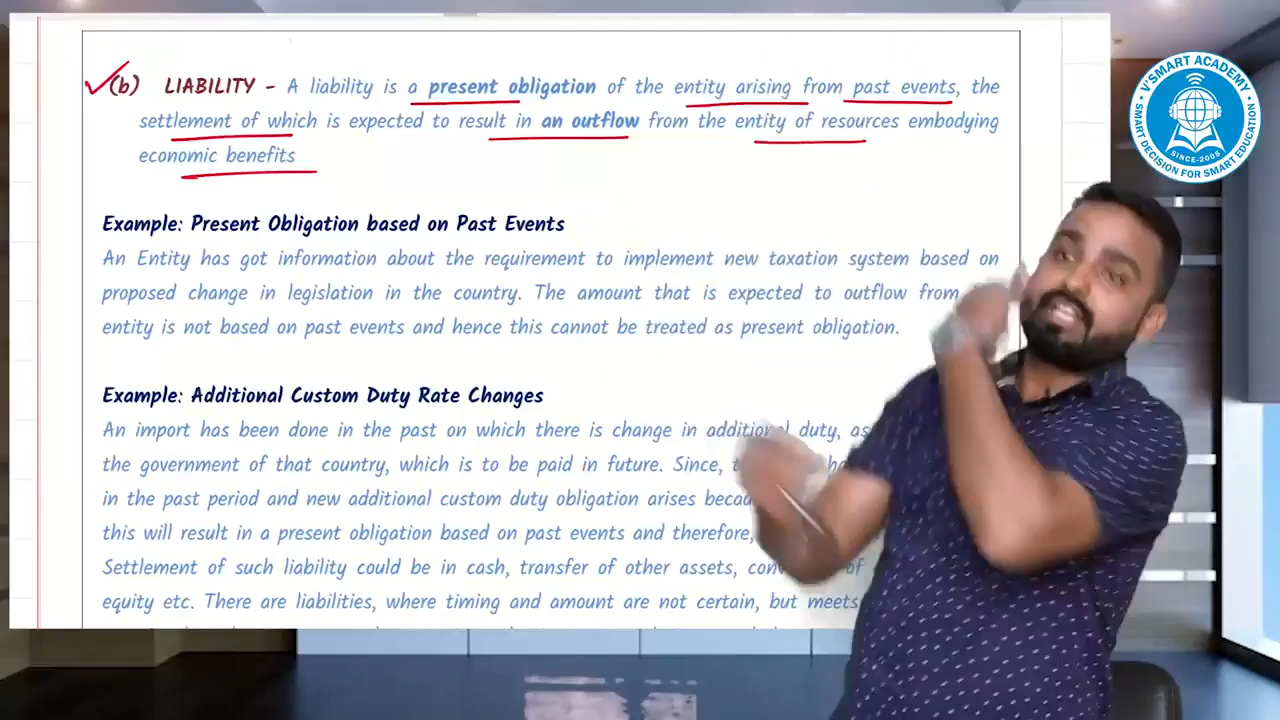 (b) LIABILITY - A liability is a present obligation of the entity arising from past events, the
settlement of which is expected to result in an outflow from the entity of resources embodying
economic benefits
Example: Present Obligation based on Past Events
An Entity has got information about the requirement to implement new taxation system based on
proposed change in legislation in the country. The amount that is expected to outflow from
entity is not based on past events and hence this cannot be treated as present obligation.
Example: Additional Custom Duty Rate Changes
An import has been done in the past on which there is change in additional duty,
the government of that country, which is to be paid in future. Since,
in the past period and new additional custom duty obligation arises
this will result in a present obligation based on past events and therefore,
Settlement of such liability could be in cash, transfer of other assets, of
equity etc. There are liabilities, where timing and amount are not certain, but meets
V'SMART ACADEMY
SINCE-2008
SMART DECISION FOR SMART EDUCATION